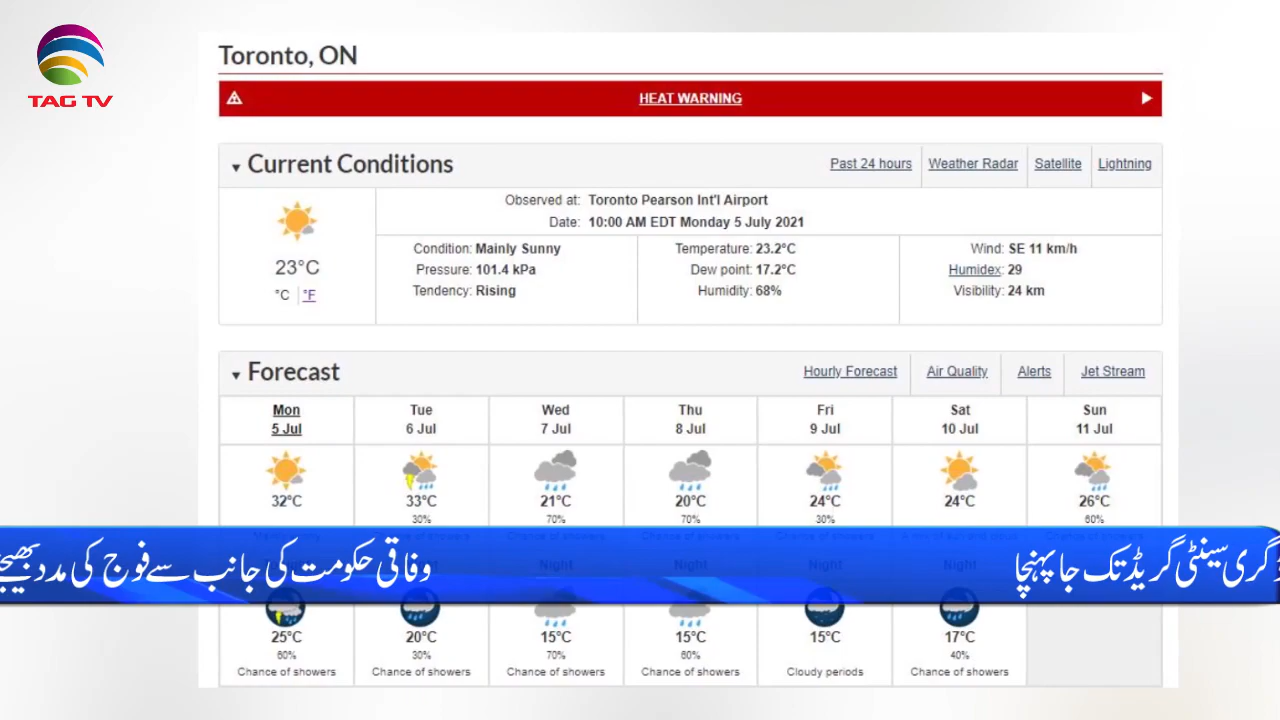 TAG TV
Toronto, ON
HEAT WARNING
Current Conditions
Past 24 hours
Weather Radar
Satellite
Lightning
Observed at: Toronto Pearson Int'l Airport
Date: 10:00 AM EDT Monday 5 July 2021
23°C
°C °F
Condition: Mainly Sunny
Pressure: 101.4 kPa
Tendency: Rising
Temperature: 23.2°C
Dew point: 17.2°C
Humidity: 68%
Wind: SE 11 km/h
Humidex: 29
Visibility: 24 km
Forecast
Hourly Forecast
Air Quality
Alerts
Jet Stream
Mon Tue Wed Thu Fri Sat Sun
5 Jul 6 Jul 7 Jul 8 Jul 9 Jul 10 Jul 11 Jul
32°C 33°C 21°C 20°C 24°C 24°C 26°C
30% 70% 70% 30% 60%
گری سینٹی گریڈ تک جا پہنچا
وفاقی حکومت کی جانب سے فوج کی مدد
Night Night Night Night
25°C 20°C 15°C 15°C 15°C 17°C
60% 30% 70% 60% 40%
Chance of showers Chance of showers Chance of showers Chance of showers Cloudy periods Chance of showers